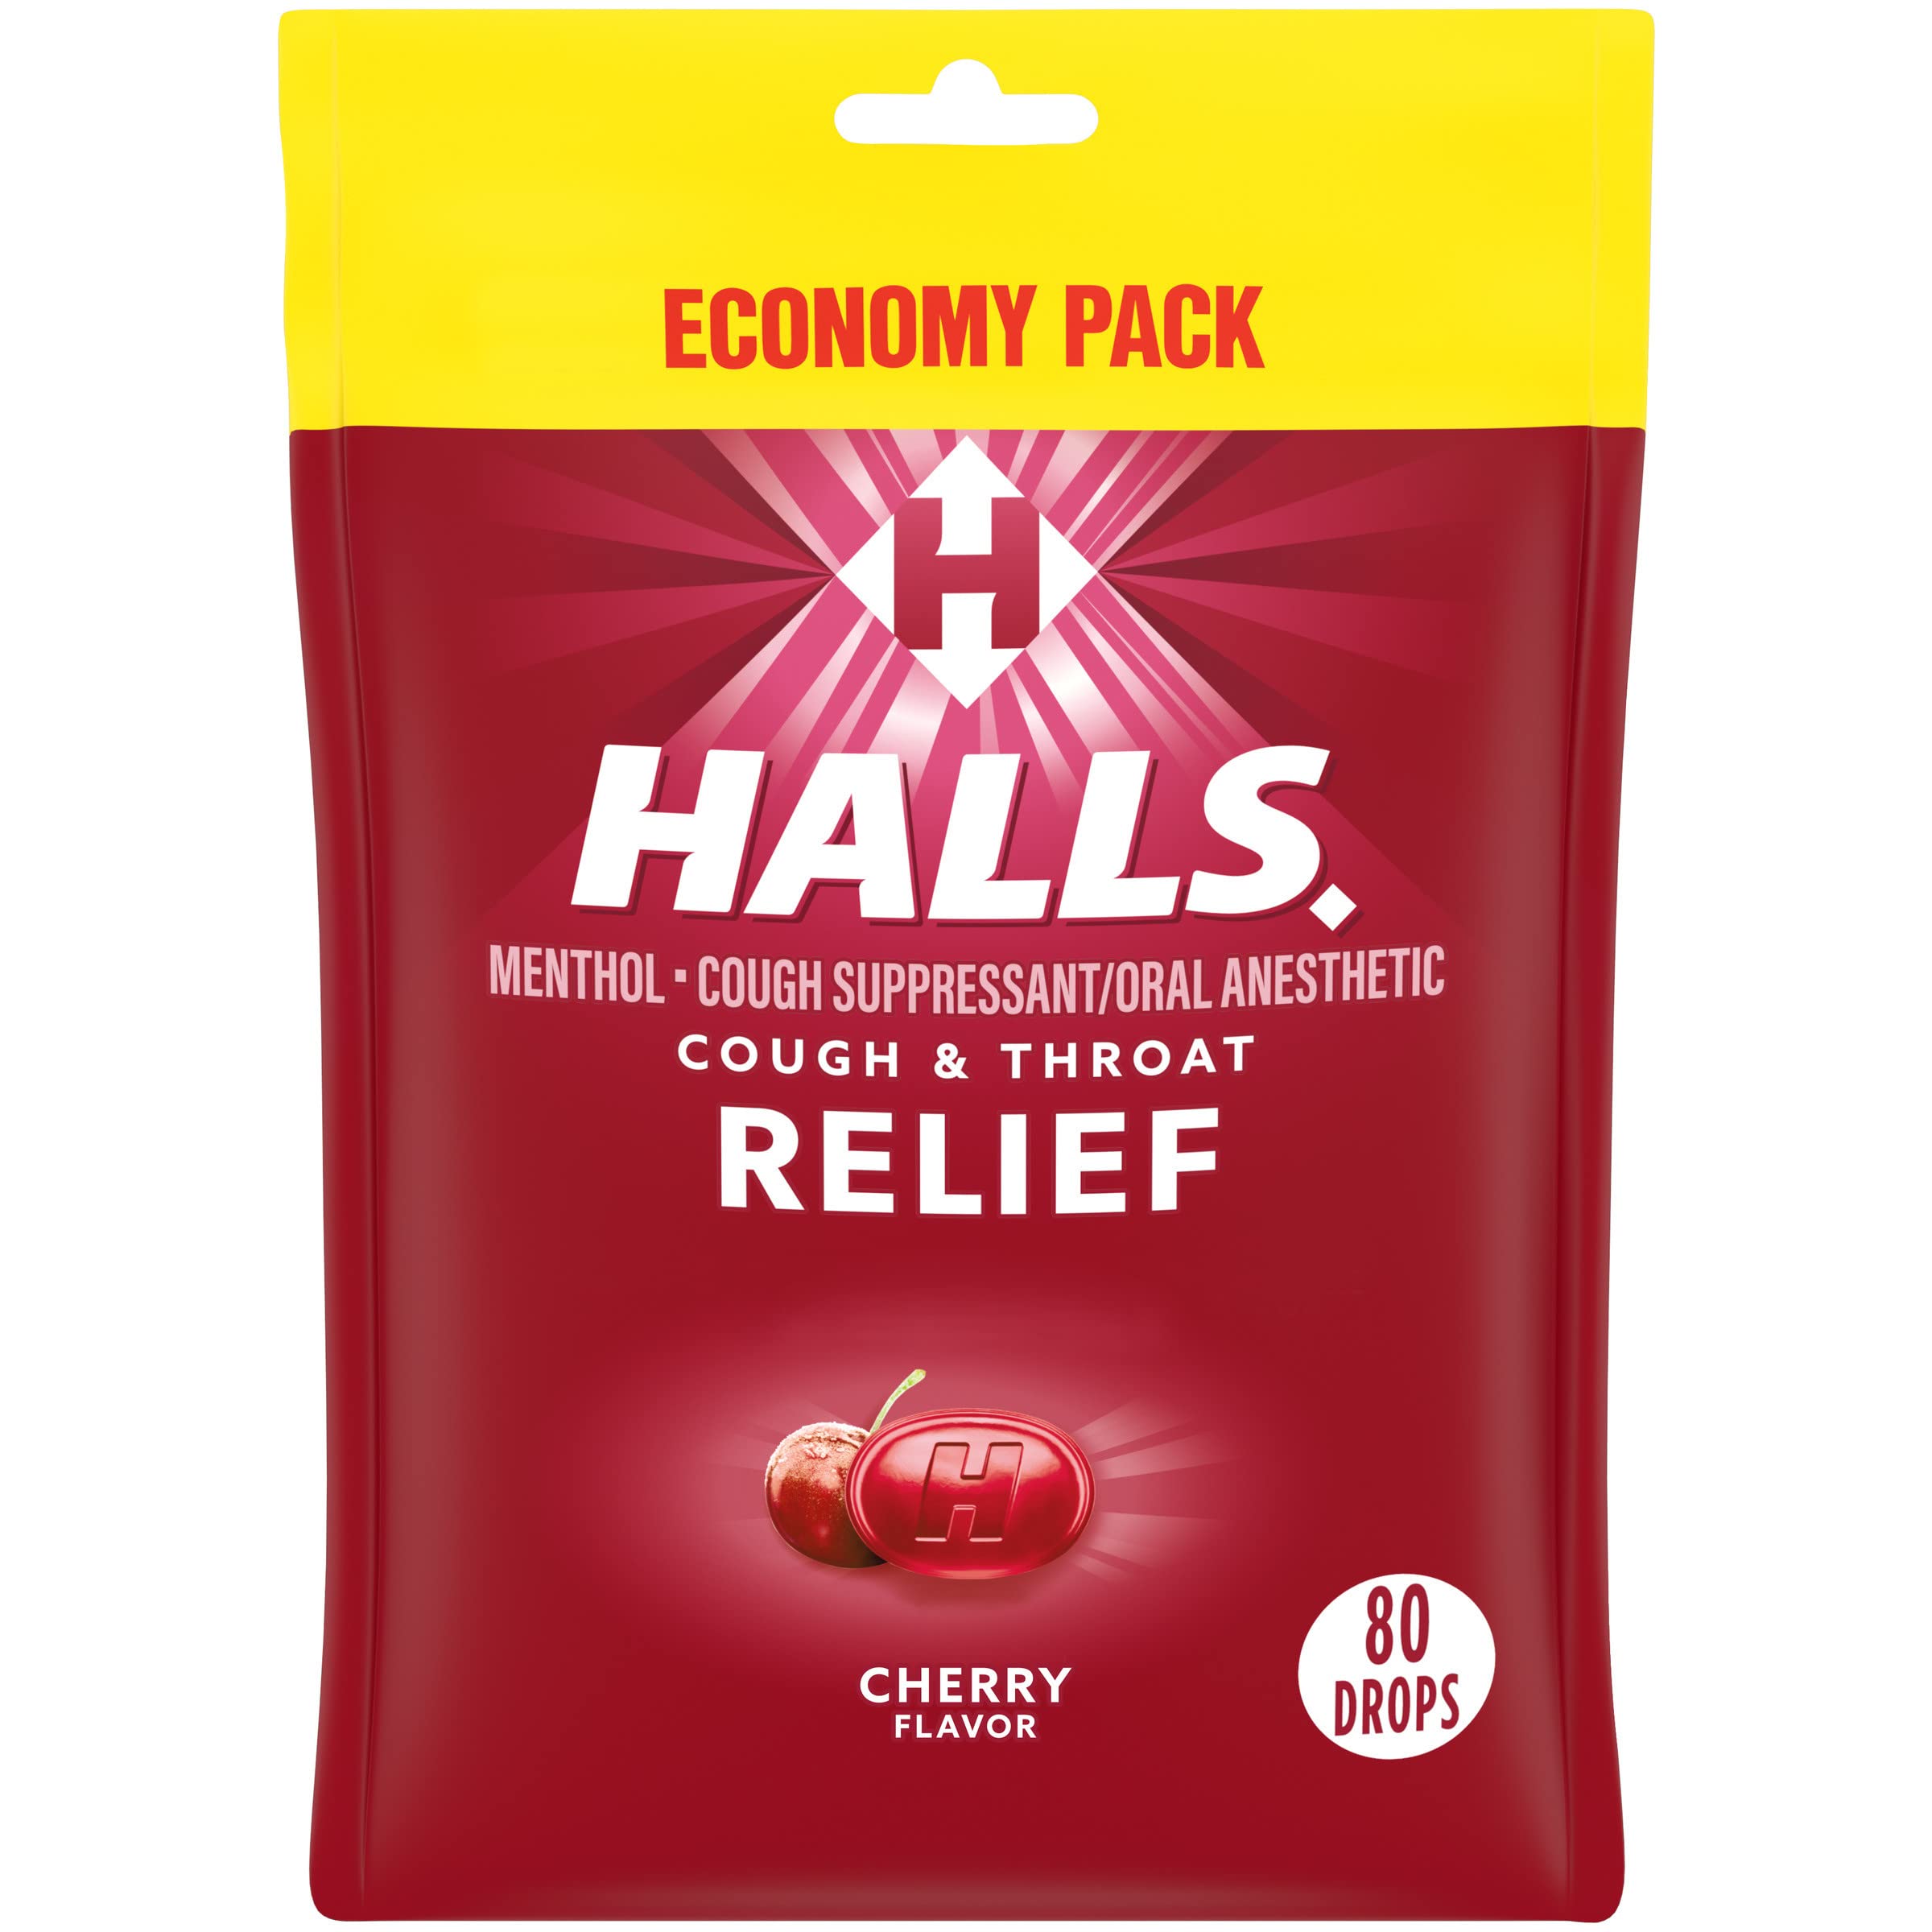 ECONOMY PACK
H
HALLS.
MENTHOL · COUGH SUPPRESSANT/ORAL ANESTHETIC
COUGH & THROAT
RELIEF
H
CHERRY
FLAVOR
80
DROPS